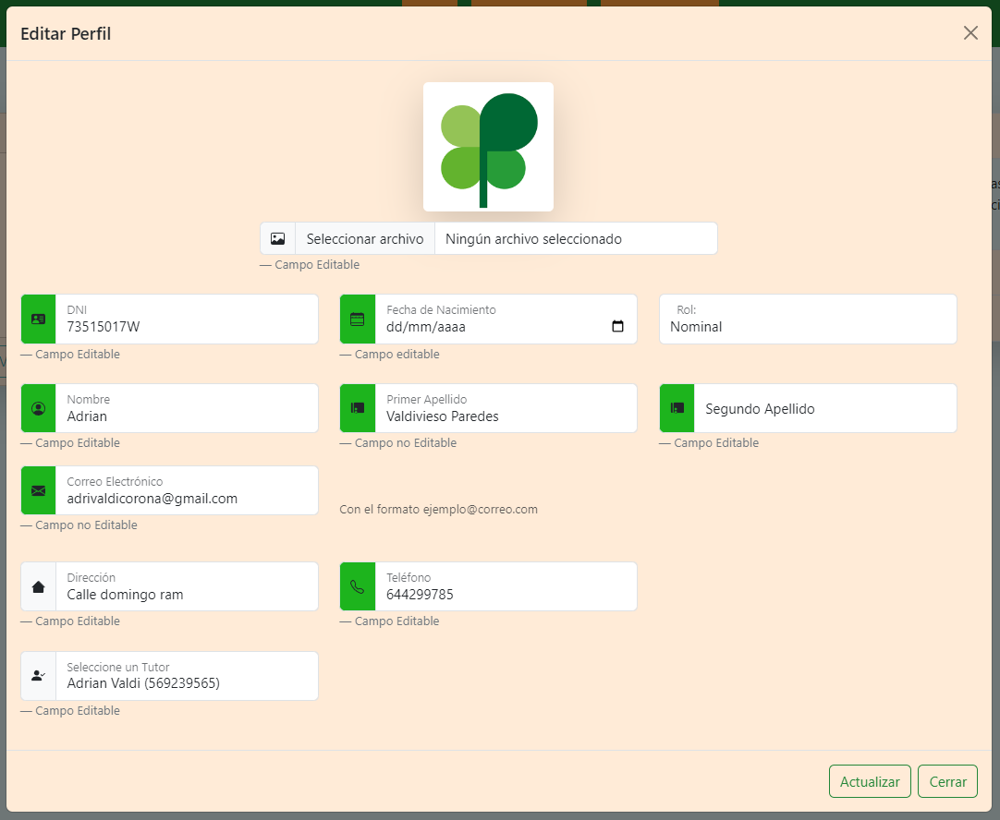 Editar Perfil
Seleccionar archivo Ningún archivo seleccionado
— Campo Editable
DNI
73515017W
— Campo Editable
Fecha de Nacimiento
dd/mm/aaaa
— Campo editable
Rol:
Nominal
Nombre
Adrian
— Campo Editable
Primer Apellido
Valdivieso Paredes
— Campo no Editable
Segundo Apellido
— Campo Editable
Correo Electrónico
adrivaldicorona@gmail.com
— Campo no Editable
Con el formato ejemplo@correo.com
Dirección
Calle domingo ram
— Campo Editable
Teléfono
644299785
— Campo Editable
Seleccione un Tutor
Adrian Valdi (569239565)
— Campo Editable
Actualizar Cerrar